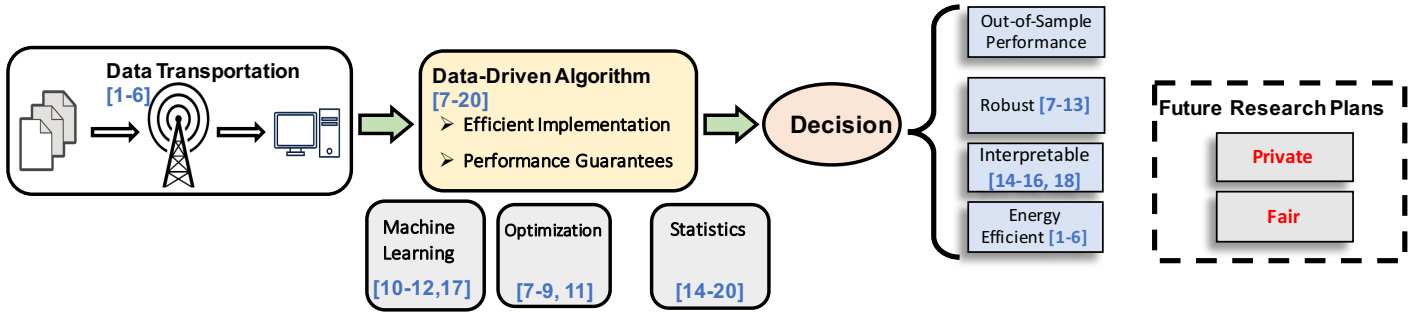 Data Transportation
[1-6]
Data-Driven Algorithm
[7-20]
Efficient Implementation
Performance Guarantees
Machine
Learning
[10-12,17]
Optimization
[7-9, 11]
Statistics
[14-20]
Decision
Out-of-Sample
Performance
Robust [7-13]
Interpretable
[14-16, 18]
Energy
Efficient [1-6]
Future Research Plans
Private
Fair